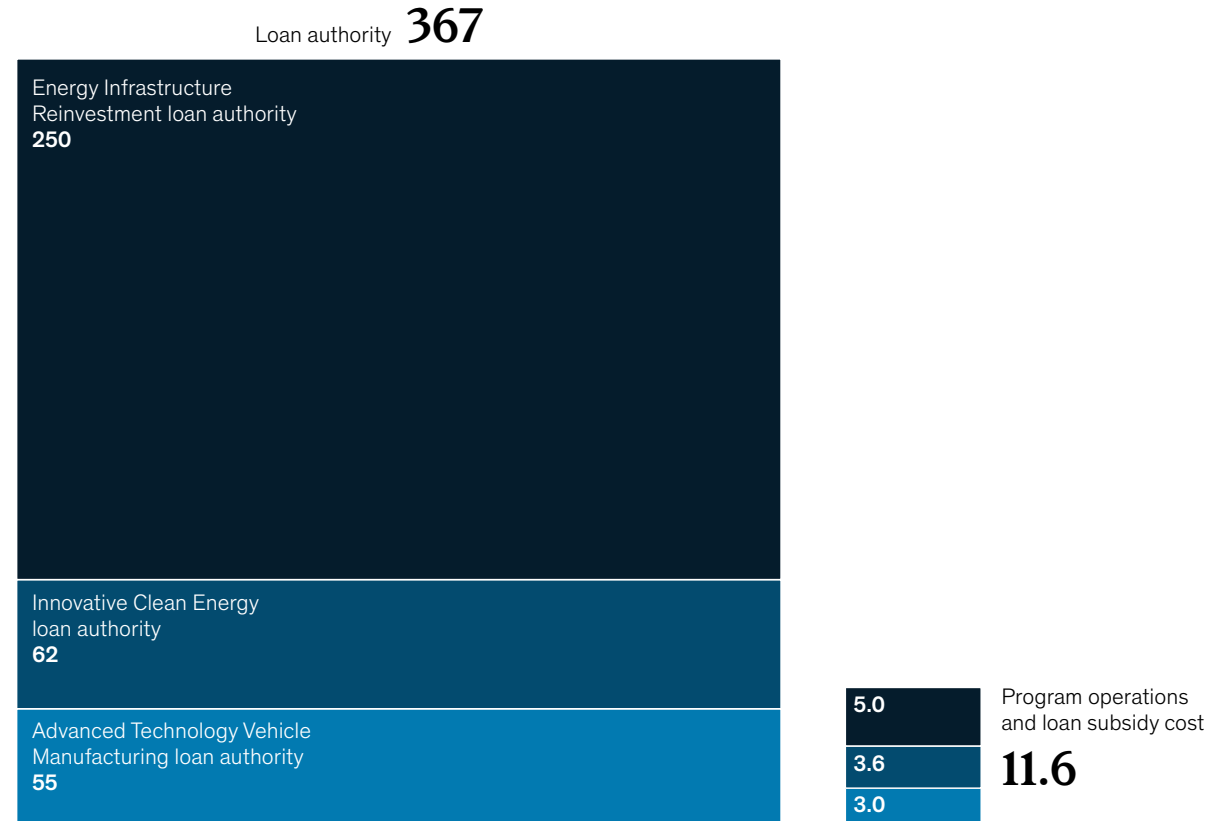 Loan authority 367
Energy Infrastructure
Reinvestment loan authority
250
Innovative Clean Energy
loan authority
62
Advanced Technology Vehicle
Manufacturing loan authority
55
5.0
3.6
3.0
Program operations
and loan subsidy cost
11.6